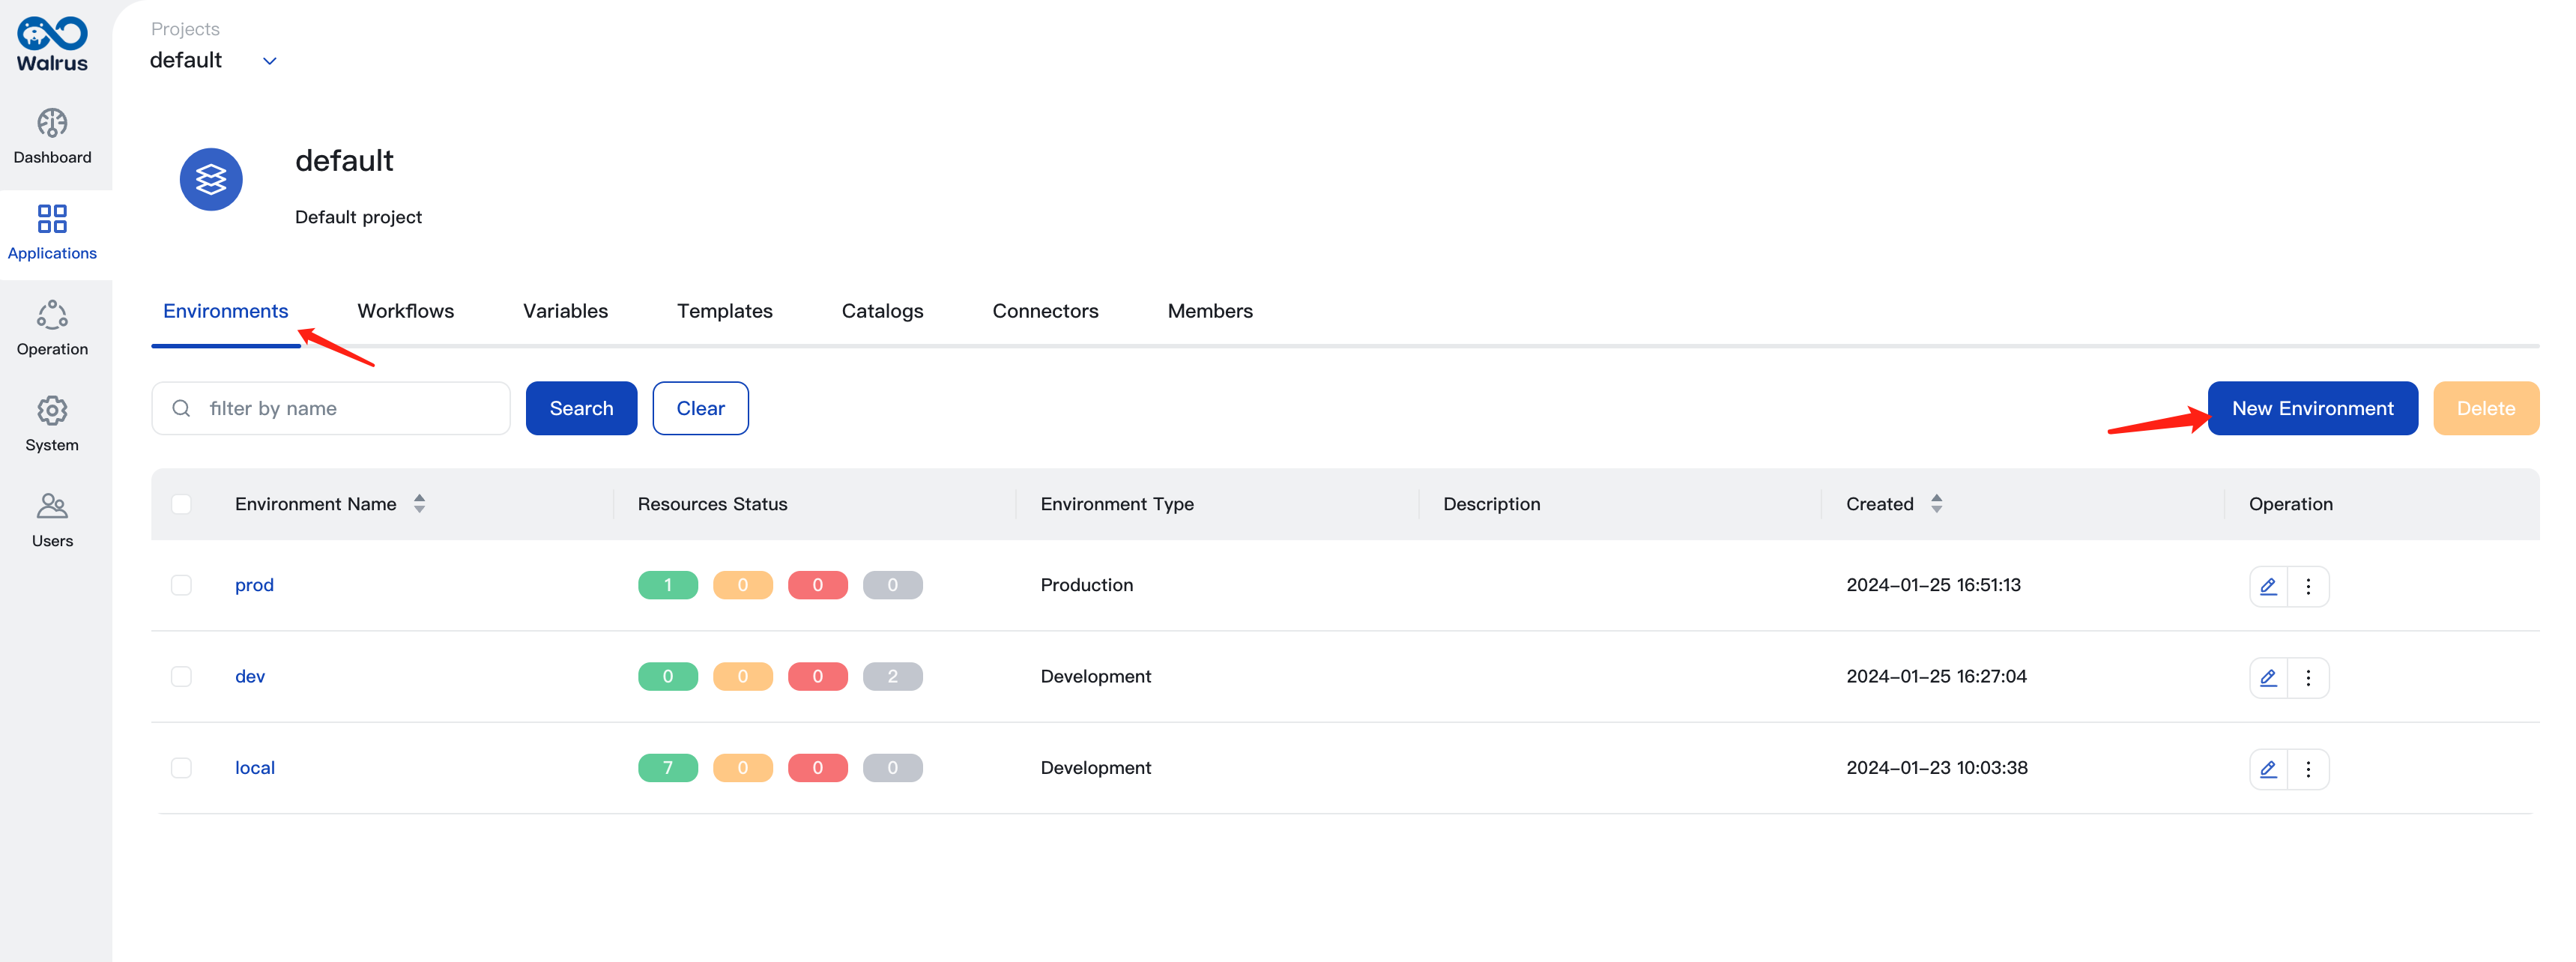 Walrus
Dashboard
Applications
Operation
System
Users
Projects
default
default
Default project
Environments Workflows Variables Templates Catalogs Connectors Members
filter by name Search Clear New Environment Delete
Environment Name Resources Status Environment Type Description Created Operation
prod 1 0 0 0 Production 2024-01-25 16:51:13
dev 0 0 0 2 Development 2024-01-25 16:27:04
local 7 0 0 0 Development 2024-01-23 10:03:38